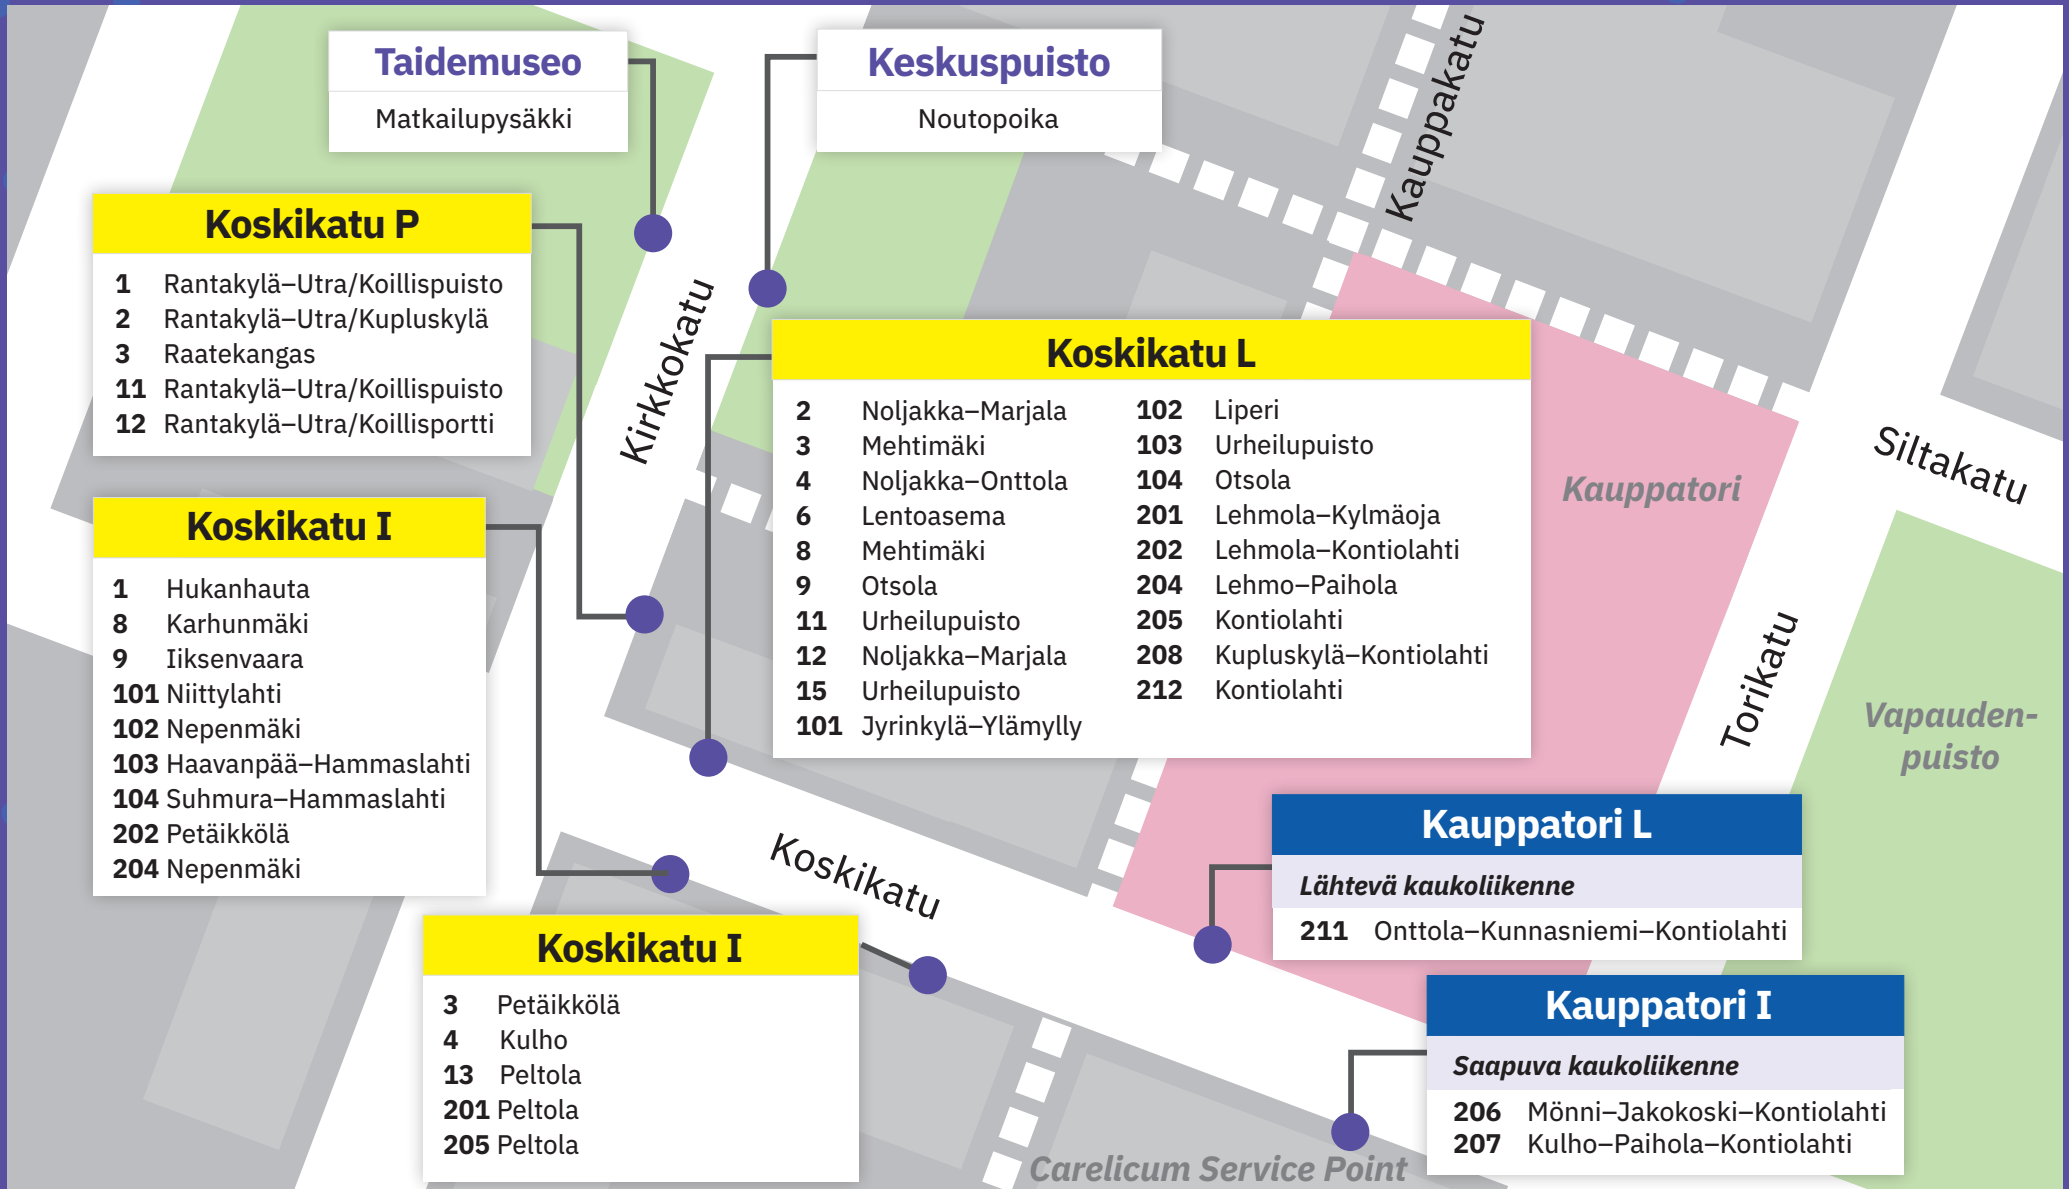 Taidemuseo
Matkailupysäkki
Keskuspuisto
Noutopoika
Kauppakatu
Koskikatu P
1 Rantakylä–Utra/Koillispuisto
2 Rantakylä–Utra/Kupluskylä
3 Raatekangas
11 Rantakylä–Utra/Koillispuisto
12 Rantakylä–Utra/Koillisportti
Kirkkokatu
Koskikatu L
2 Noljakka–Marjala
3 Mehtimäki
4 Noljakka–Onttola
6 Lentoasema
8 Mehtimäki
9 Otsola
11 Urheilupuisto
12 Noljakka–Marjala
15 Urheilupuisto
101 Jyrinkylä–Ylämylly
102 Liperi
103 Urheilupuisto
104 Otsola
201 Lehmola–Kylmäoja
202 Lehmola–Kontiolahti
204 Lehmo–Paihola
205 Kontiolahti
208 Kupluskylä–Kontiolahti
212 Kontiolahti
Kauppatori
Siltakatu
Torikatu
Vapauden-
puisto
Koskikatu I
1 Hukanhauta
8 Karhunmäki
9 Iiksenvaara
101 Niittylahti
102 Nepenmäki
103 Haavanpää–Hammaslahti
104 Suhmura–Hammaslahti
202 Petäikkölä
204 Nepenmäki
Koskikatu
Kauppatori L
Lähtevä kaukoliikenne
211 Onttola–Kunnasniemi–Kontiolahti
Koskikatu I
3 Petäikkölä
4 Kulho
13 Peltola
201 Peltola
205 Peltola
Kauppatori I
Saapuva kaukoliikenne
206 Mönni–Jakokoski–Kontiolahti
207 Kulho–Paihola–Kontiolahti
Carelicum Service Point